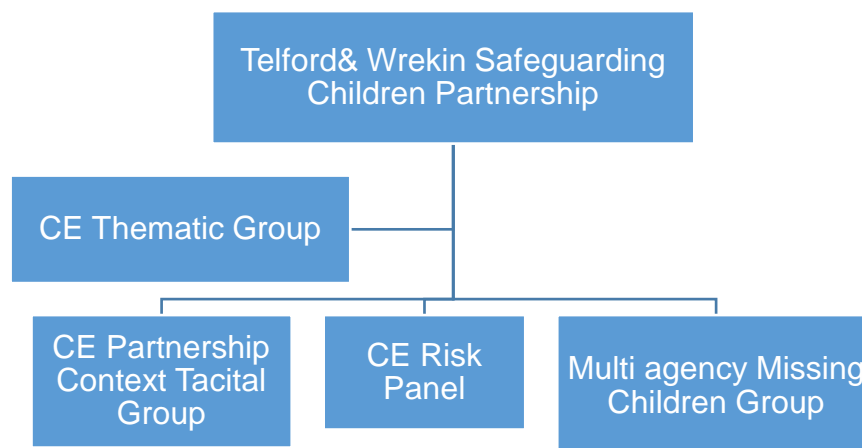 Telford& Wrekin Safeguarding
Children Partnership
CE Thematic Group
CE Partnership
Context Tacital
Group
CE Risk
Panel
Multi agency Missing
Children Group